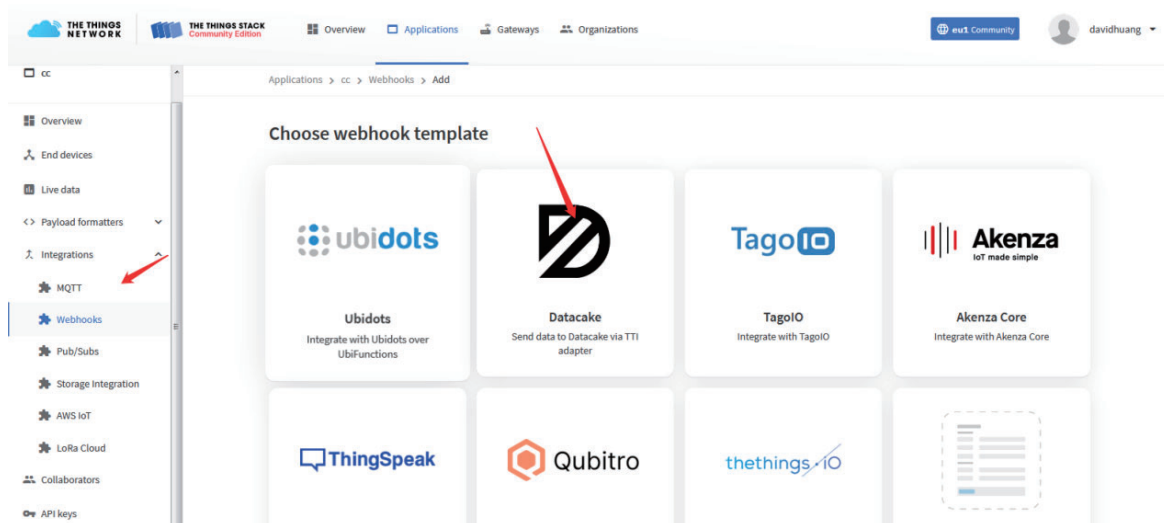 THE THINGS
NETWORK
THE THINGS STACK
Community Edition
Overview
Applications
Gateways
Organizations
eu1 Community
davidhuang
cc
Overview
End devices
Live data
<> Payload formatters
Integrations
MQTT
Webhooks
Pub/Subs
Storage Integration
AWS IoT
LoRa Cloud
Collaborators
API keys
Applications > cc > Webhooks > Add
Choose webhook template
ubidots
Ubidots
Integrate with Ubidots over
UbiFunctions
Datacake
Send data to Datacake via TTI
adapter
Tago IO
TagoIO
Integrate with TagoIO
Akenza
IoT made simple
Akenza Core
Integrate with Akenza Core
ThingSpeak
Qubitro
thethings.iO